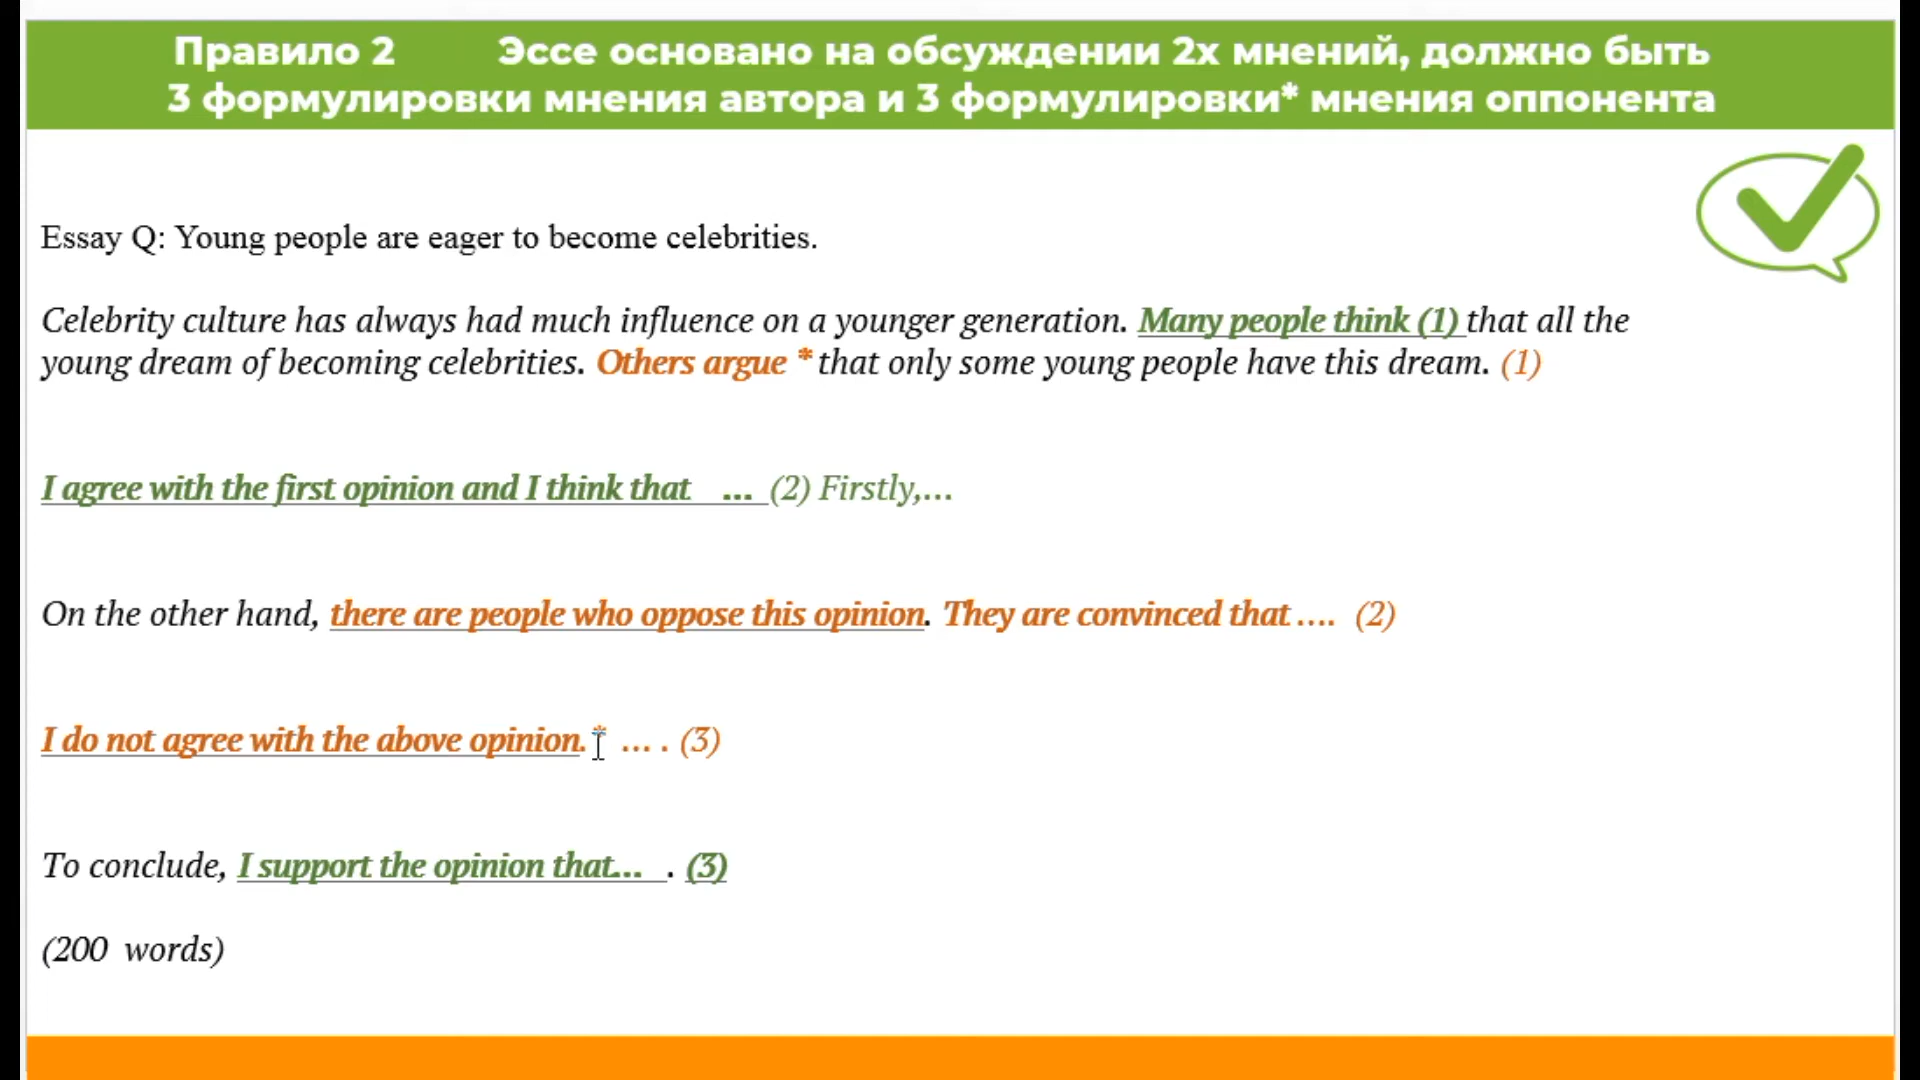 Правило 2 Эссе основано на обсуждении 2х мнений, должно быть
3 формулировки мнения автора и 3 формулировки* мнения оппонента
Essay Q: Young people are eager to become celebrities.
Celebrity culture has always had much influence on a younger generation. Many people think (1) that all the
young dream of becoming celebrities. Others argue * that only some young people have this dream. (1)
I agree with the first opinion and I think that ... (2) Firstly,...
On the other hand, there are people who oppose this opinion. They are convinced that .... (2)
I do not agree with the above opinion. * ... . (3)
To conclude, I support the opinion that... . (3)
(200 words)